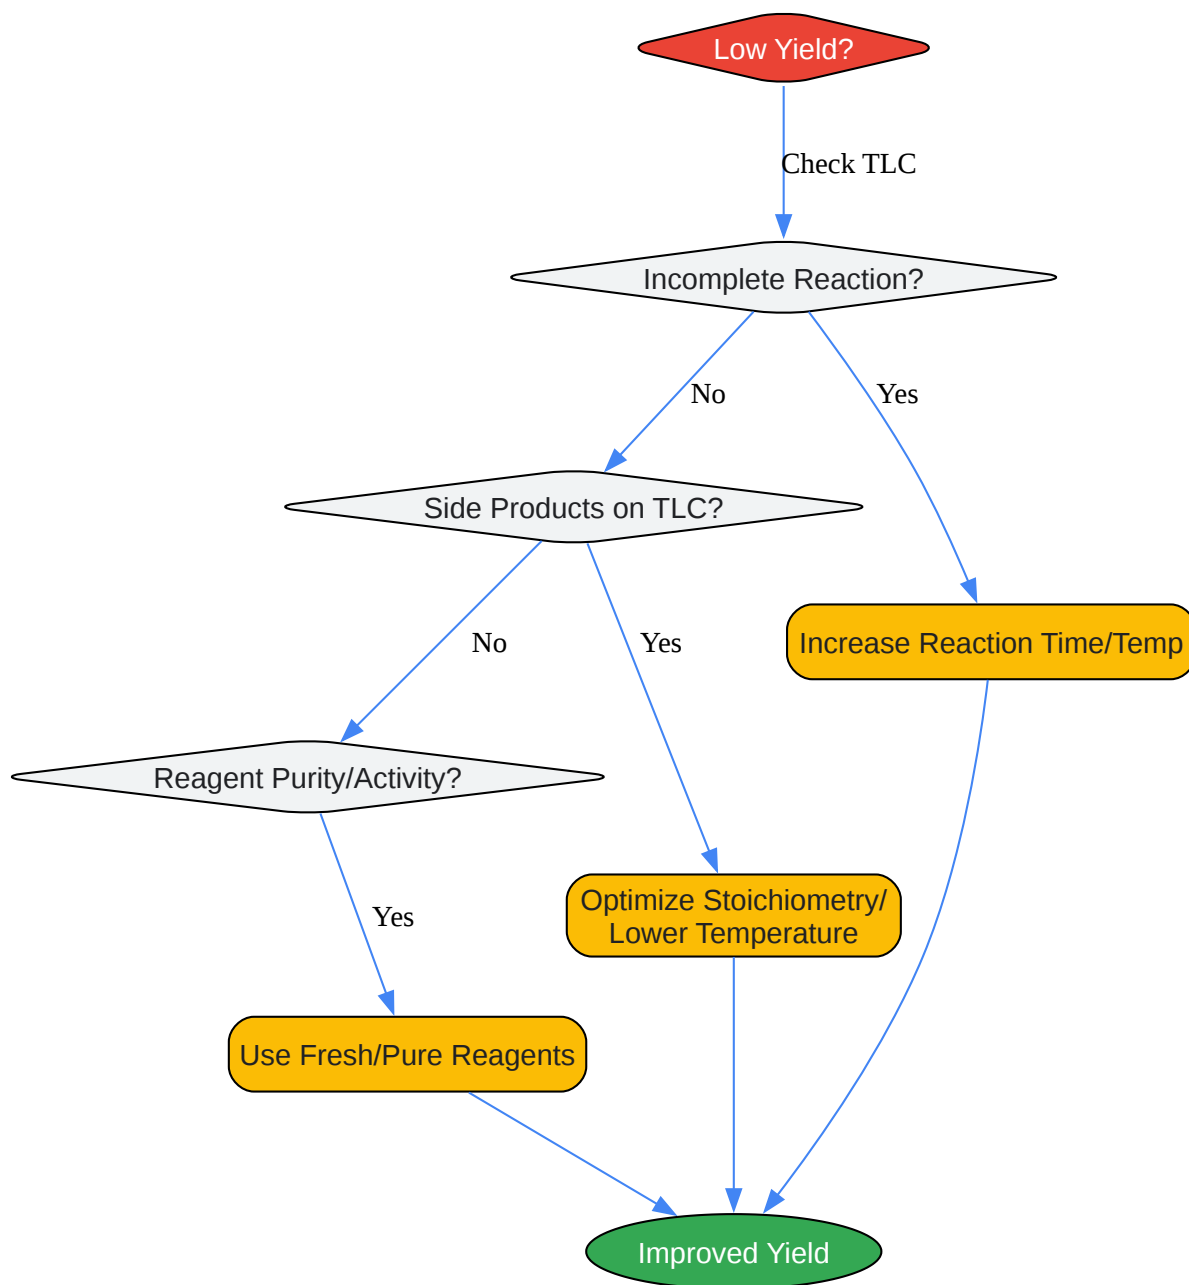 Low Yield?
Check TLC
Incomplete Reaction?
No
Yes
Side Products on TLC?
No
Yes
Increase Reaction Time/Temp
Reagent Purity/Activity?
Yes
Optimize Stoichiometry/
Lower Temperature
Use Fresh/Pure Reagents
Improved Yield